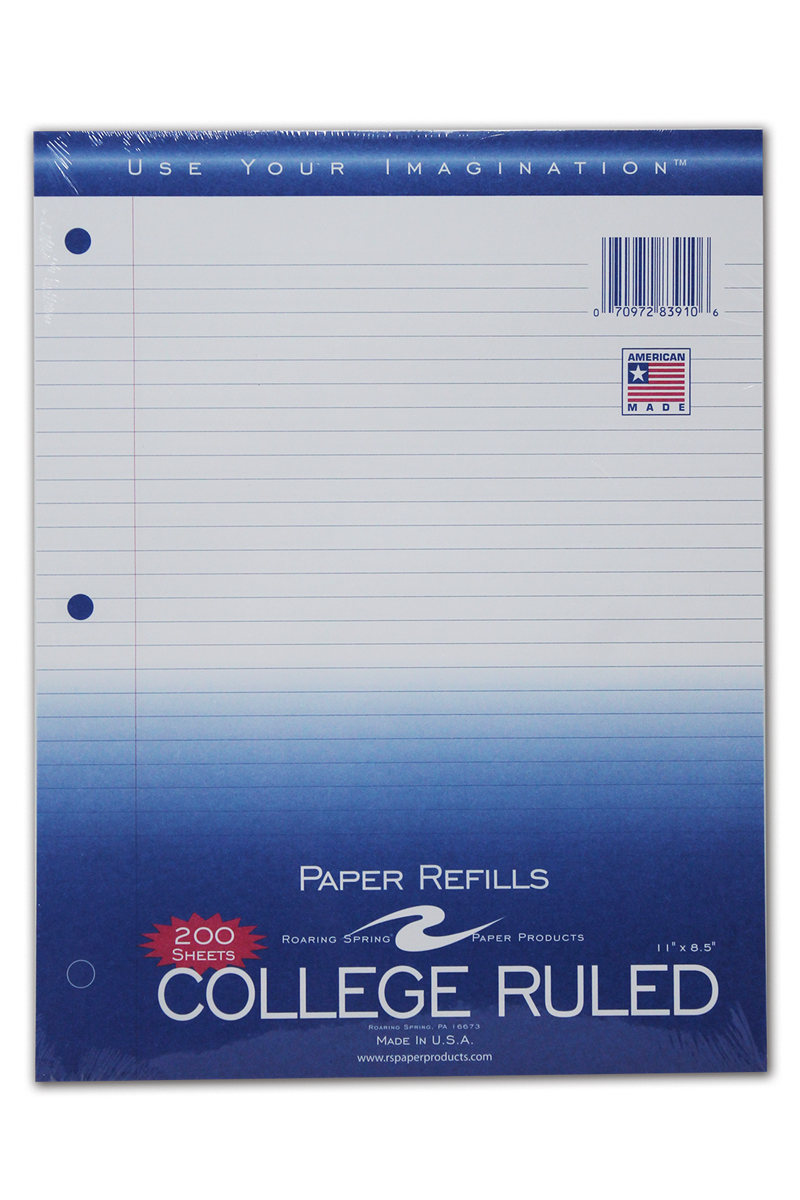 USE YOUR IMAGINATION™
0 70972 83910 6
AMERICAN
MADE
PAPER REFILLS
200
SHEETS
ROARING SPRING® PAPER PRODUCTS
11" x 8.5"
COLLEGE RULED
ROARING SPRING, PA 16673
MADE IN U.S.A.
www.rspaperproducts.com